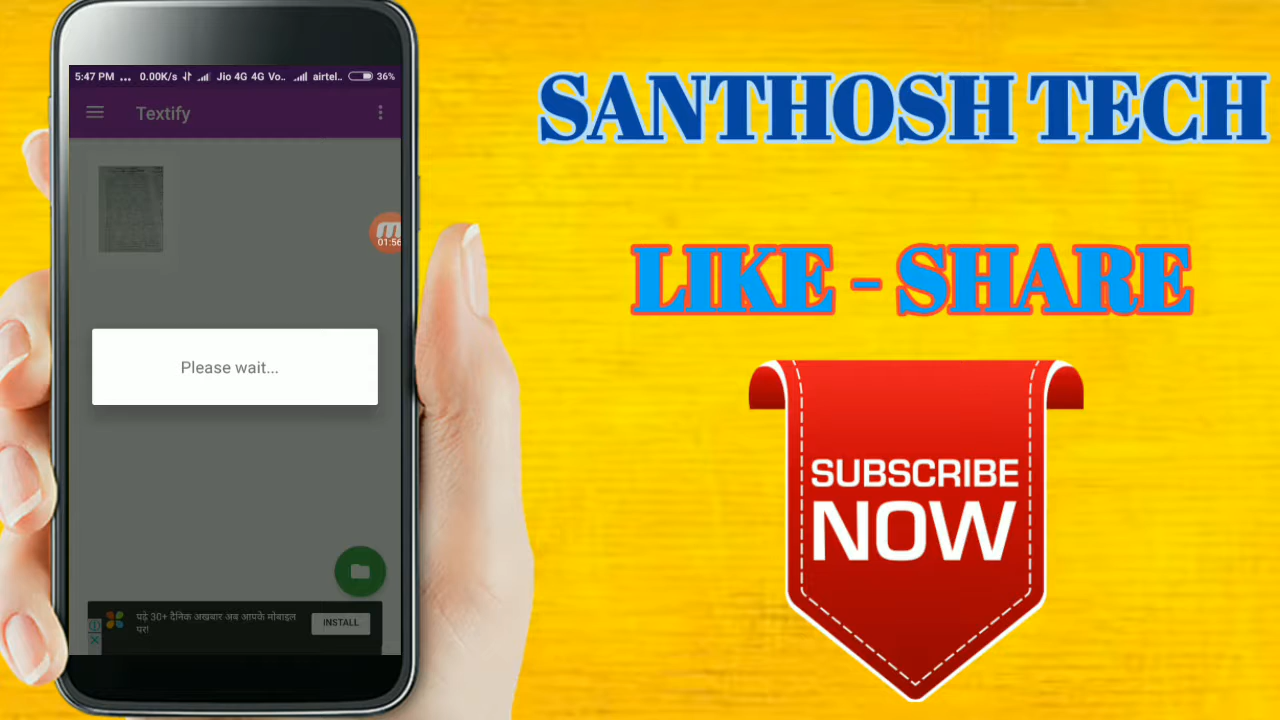 5:47 PM ... 0.00K/s Jio 4G 4G Vo.. airtel.. 36%
Textify
01:56
Please wait...
पढ़े 30+ दैनिक अखबार अब आपके मोबाइल
पर!
INSTALL
SANTHOSH TECH
LIKE - SHARE
SUBSCRIBE
NOW